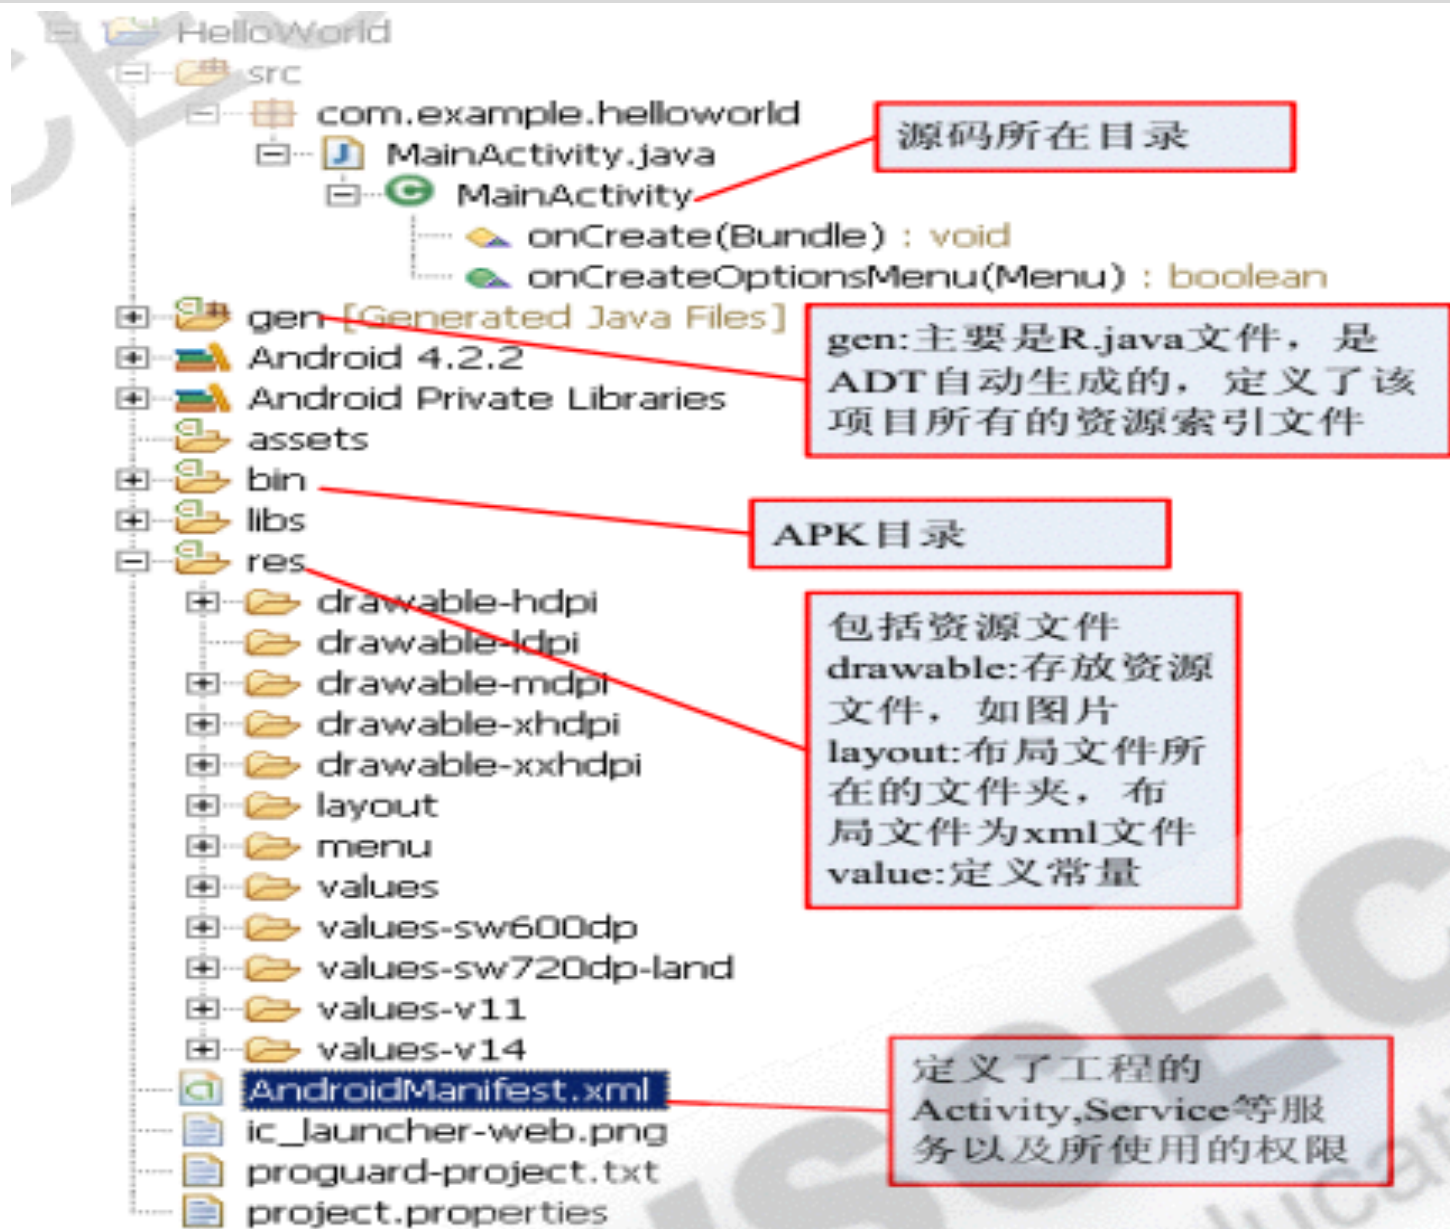 HelloWorld
src
com.example.helloworld
MainActivity.java
MainActivity
onCreate(Bundle) : void
onCreateOptionsMenu(Menu) : boolean
gen [Generated Java Files]
Android 4.2.2
Android Private Libraries
assets
bin
libs
res
drawable-hdpi
drawable-ldpi
drawable-mdpi
drawable-xhdpi
drawable-xxhdpi
layout
menu
values
values-sw600dp
values-sw720dp-land
values-v11
values-v14
AndroidManifest.xml
ic_launcher-web.png
proguard-project.txt
project.properties
源码所在目录
gen:主要是R.java文件，是
ADT自动生成的，定义了该
项目所有的资源索引文件
APK目录
包括资源文件
drawable:存放资源
文件，如图片
layout:布局文件所
在的文件夹，布
局文件为xml文件
value:定义常量
定义了工程的
Activity,Service等服
务以及所使用的权限